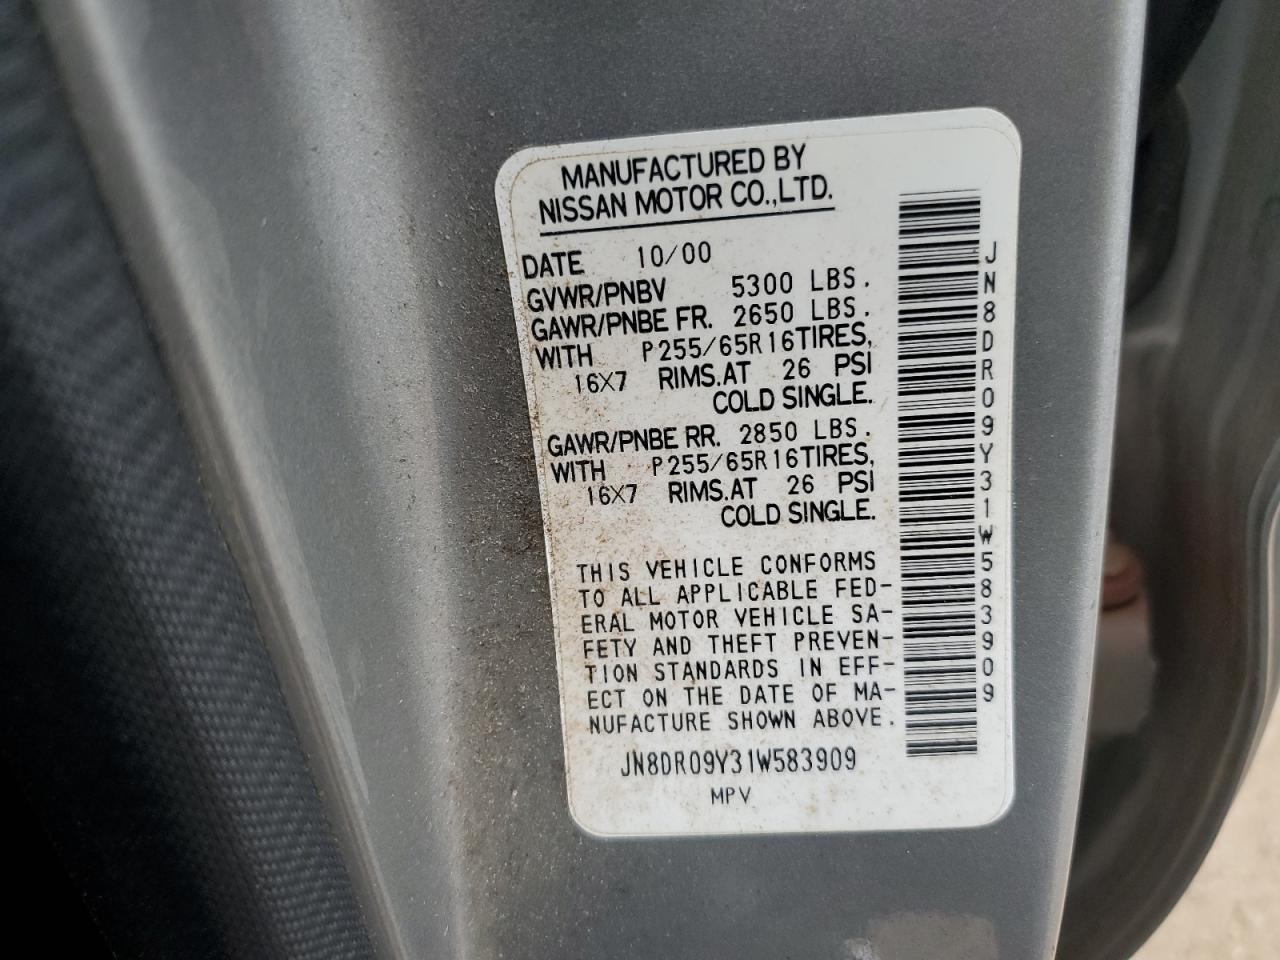 MANUFACTURED BY
NISSAN MOTOR CO.,LTD.
DATE 10/00
GVWR/PNBV 5300 LBS.
GAWR/PNBE FR. 2650 LBS.
WITH P255/65R16TIRES,
16X7 RIMS.AT 26 PSI
COLD SINGLE.
GAWR/PNBE RR. 2850 LBS.
WITH P255/65R16TIRES,
16X7 RIMS.AT 26 PSI
COLD SINGLE.
THIS VEHICLE CONFORMS
TO ALL APPLICABLE FED-
ERAL MOTOR VEHICLE SA-
FETY AND THEFT PREVEN-
TION STANDARDS IN EFF-
ECT ON THE DATE OF MA-
NUFACTURE SHOWN ABOVE.
JN8DR09Y31W583909
MPV
JN8DR09Y31W583909